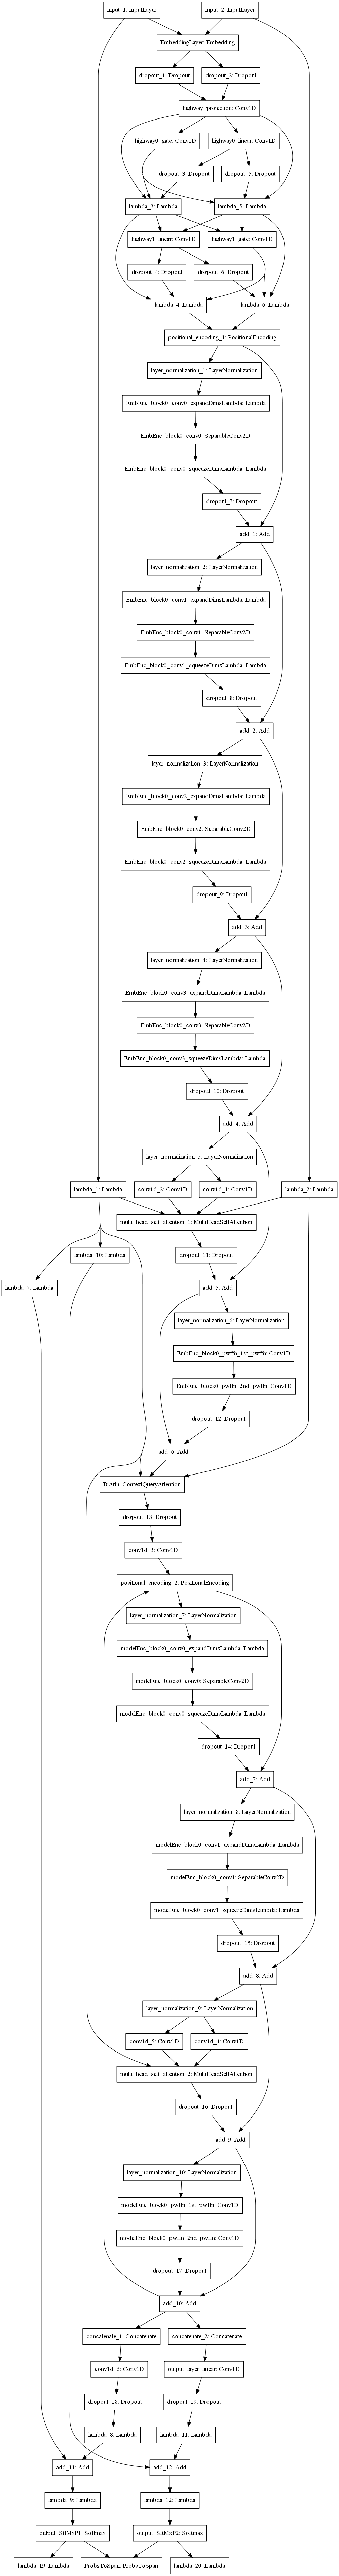 input_1: InputLayer
input_2: InputLayer
EmbeddingLayer: Embedding
dropout_1: Dropout
dropout_2: Dropout
highway_projection: Conv1D
highway0_gate: Conv1D
highway0_linear: Conv1D
dropout_3: Dropout
dropout_5: Dropout
lambda_3: Lambda
lambda_5: Lambda
highway1_linear: Conv1D
highway1_gate: Conv1D
dropout_4: Dropout
dropout_6: Dropout
lambda_4: Lambda
lambda_6: Lambda
positional_encoding_1: PositionalEncoding
layer_normalization_1: LayerNormalization
EmbEnc_block0_conv0_expandDimsLambda: Lambda
EmbEnc_block0_conv0: SeparableConv2D
EmbEnc_block0_conv0_squeezeDimsLambda: Lambda
dropout_7: Dropout
add_1: Add
layer_normalization_2: LayerNormalization
EmbEnc_block0_conv1_expandDimsLambda: Lambda
EmbEnc_block0_conv1: SeparableConv2D
EmbEnc_block0_conv1_squeezeDimsLambda: Lambda
dropout_8: Dropout
add_2: Add
layer_normalization_3: LayerNormalization
EmbEnc_block0_conv2_expandDimsLambda: Lambda
EmbEnc_block0_conv2: SeparableConv2D
EmbEnc_block0_conv2_squeezeDimsLambda: Lambda
dropout_9: Dropout
add_3: Add
layer_normalization_4: LayerNormalization
EmbEnc_block0_conv3_expandDimsLambda: Lambda
EmbEnc_block0_conv3: SeparableConv2D
EmbEnc_block0_conv3_squeezeDimsLambda: Lambda
dropout_10: Dropout
add_4: Add
layer_normalization_5: LayerNormalization
lambda_1: Lambda
conv1d_2: Conv1D
conv1d_1: Conv1D
lambda_2: Lambda
multi_head_self_attention_1: MultiHeadSelfAttention
dropout_11: Dropout
lambda_10: Lambda
lambda_7: Lambda
add_5: Add
layer_normalization_6: LayerNormalization
EmbEnc_block0_pwffn_1st_pwffn: Conv1D
EmbEnc_block0_pwffn_2nd_pwffn: Conv1D
dropout_12: Dropout
add_6: Add
BiAttn: ContextQueryAttention
dropout_13: Dropout
conv1d_3: Conv1D
positional_encoding_2: PositionalEncoding
layer_normalization_7: LayerNormalization
modelEnc_block0_conv0_expandDimsLambda: Lambda
modelEnc_block0_conv0: SeparableConv2D
modelEnc_block0_conv0_squeezeDimsLambda: Lambda
dropout_14: Dropout
add_7: Add
layer_normalization_8: LayerNormalization
modelEnc_block0_conv1_expandDimsLambda: Lambda
modelEnc_block0_conv1: SeparableConv2D
modelEnc_block0_conv1_squeezeDimsLambda: Lambda
dropout_15: Dropout
add_8: Add
layer_normalization_9: LayerNormalization
conv1d_5: Conv1D
conv1d_4: Conv1D
multi_head_self_attention_2: MultiHeadSelfAttention
dropout_16: Dropout
add_9: Add
layer_normalization_10: LayerNormalization
modelEnc_block0_pwffn_1st_pwffn: Conv1D
modelEnc_block0_pwffn_2nd_pwffn: Conv1D
dropout_17: Dropout
add_10: Add
concatenate_1: Concatenate
concatenate_2: Concatenate
conv1d_6: Conv1D
output_layer_linear: Conv1D
dropout_18: Dropout
dropout_19: Dropout
lambda_8: Lambda
lambda_11: Lambda
add_11: Add
add_12: Add
lambda_9: Lambda
lambda_12: Lambda
output_SftMxP1: Softmax
output_SftMxP2: Softmax
lambda_19: Lambda
ProbsToSpan: ProbsToSpan
lambda_20: Lambda